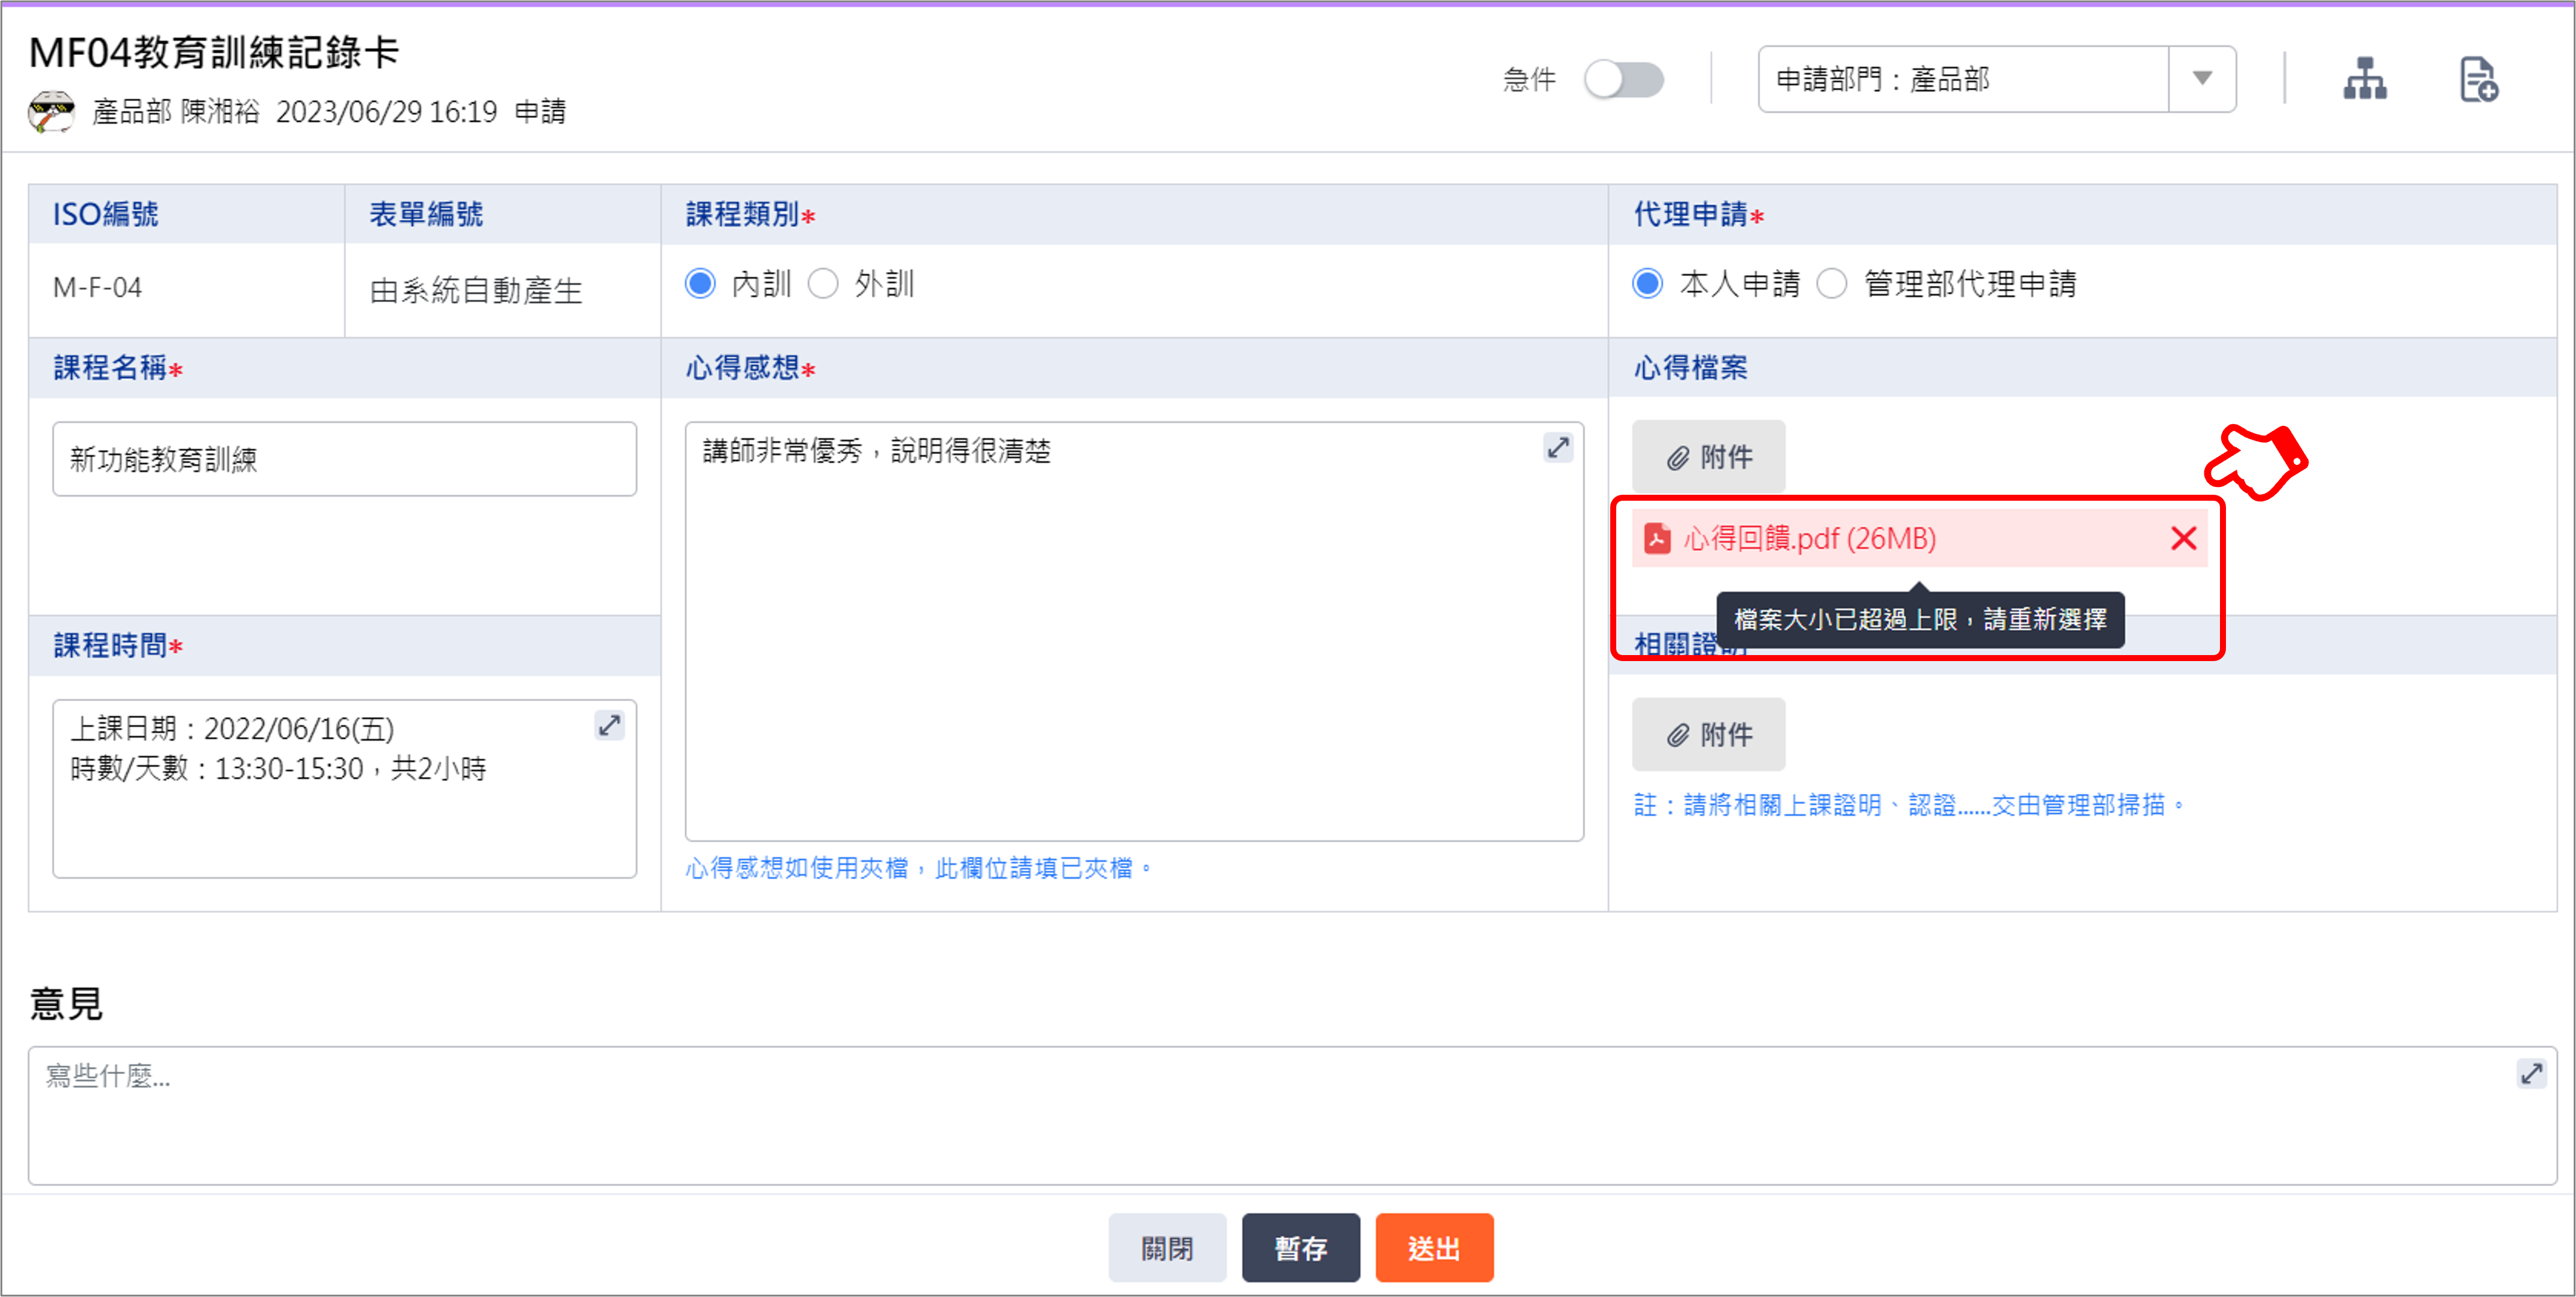 MF04教育訓練記錄卡
產品部 陳湘裕 2023/06/29 16:19 申請
急件
申請部門：產品部
ISO編號
表單編號
課程類別*
代理申請*
M-F-04
由系統自動產生
內訓 外訓
本人申請 管理部代理申請
課程名稱*
心得感想*
心得檔案
新功能教育訓練
講師非常優秀，說明得很清楚
附件
心得回饋.pdf (26MB)
檔案大小已超過上限，請重新選擇
課程時間*
相關證明
上課日期：2022/06/16(五)
時數/天數：13:30-15:30，共2小時
附件
註：請將相關上課證明、認證......交由管理部掃描。
心得感想如使用夾檔，此欄位請填已夾檔。
意見
寫些什麼...
關閉
暫存
送出